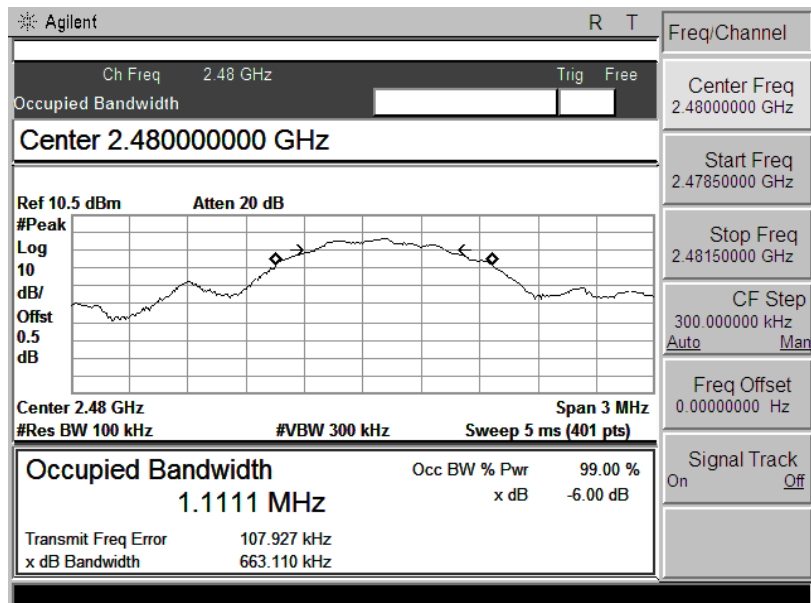 Agilent R T
Ch Freq 2.48 GHz Trig Free
Occupied Bandwidth
Center 2.480000000 GHz
Ref 10.5 dBm Atten 20 dB
#Peak
Log
10
dB/
Offst
0.5
dB
Center 2.48 GHz Span 3 MHz
#Res BW 100 kHz #VBW 300 kHz Sweep 5 ms (401 pts)
Occupied Bandwidth
1.1111 MHz
Occ BW % Pwr 99.00 %
x dB -6.00 dB
Transmit Freq Error 107.927 kHz
x dB Bandwidth 663.110 kHz
Freq/Channel
Center Freq
2.48000000 GHz
Start Freq
2.47850000 GHz
Stop Freq
2.48150000 GHz
CF Step
300.000000 kHz
Auto Man
Freq Offset
0.00000000 Hz
Signal Track
On Off